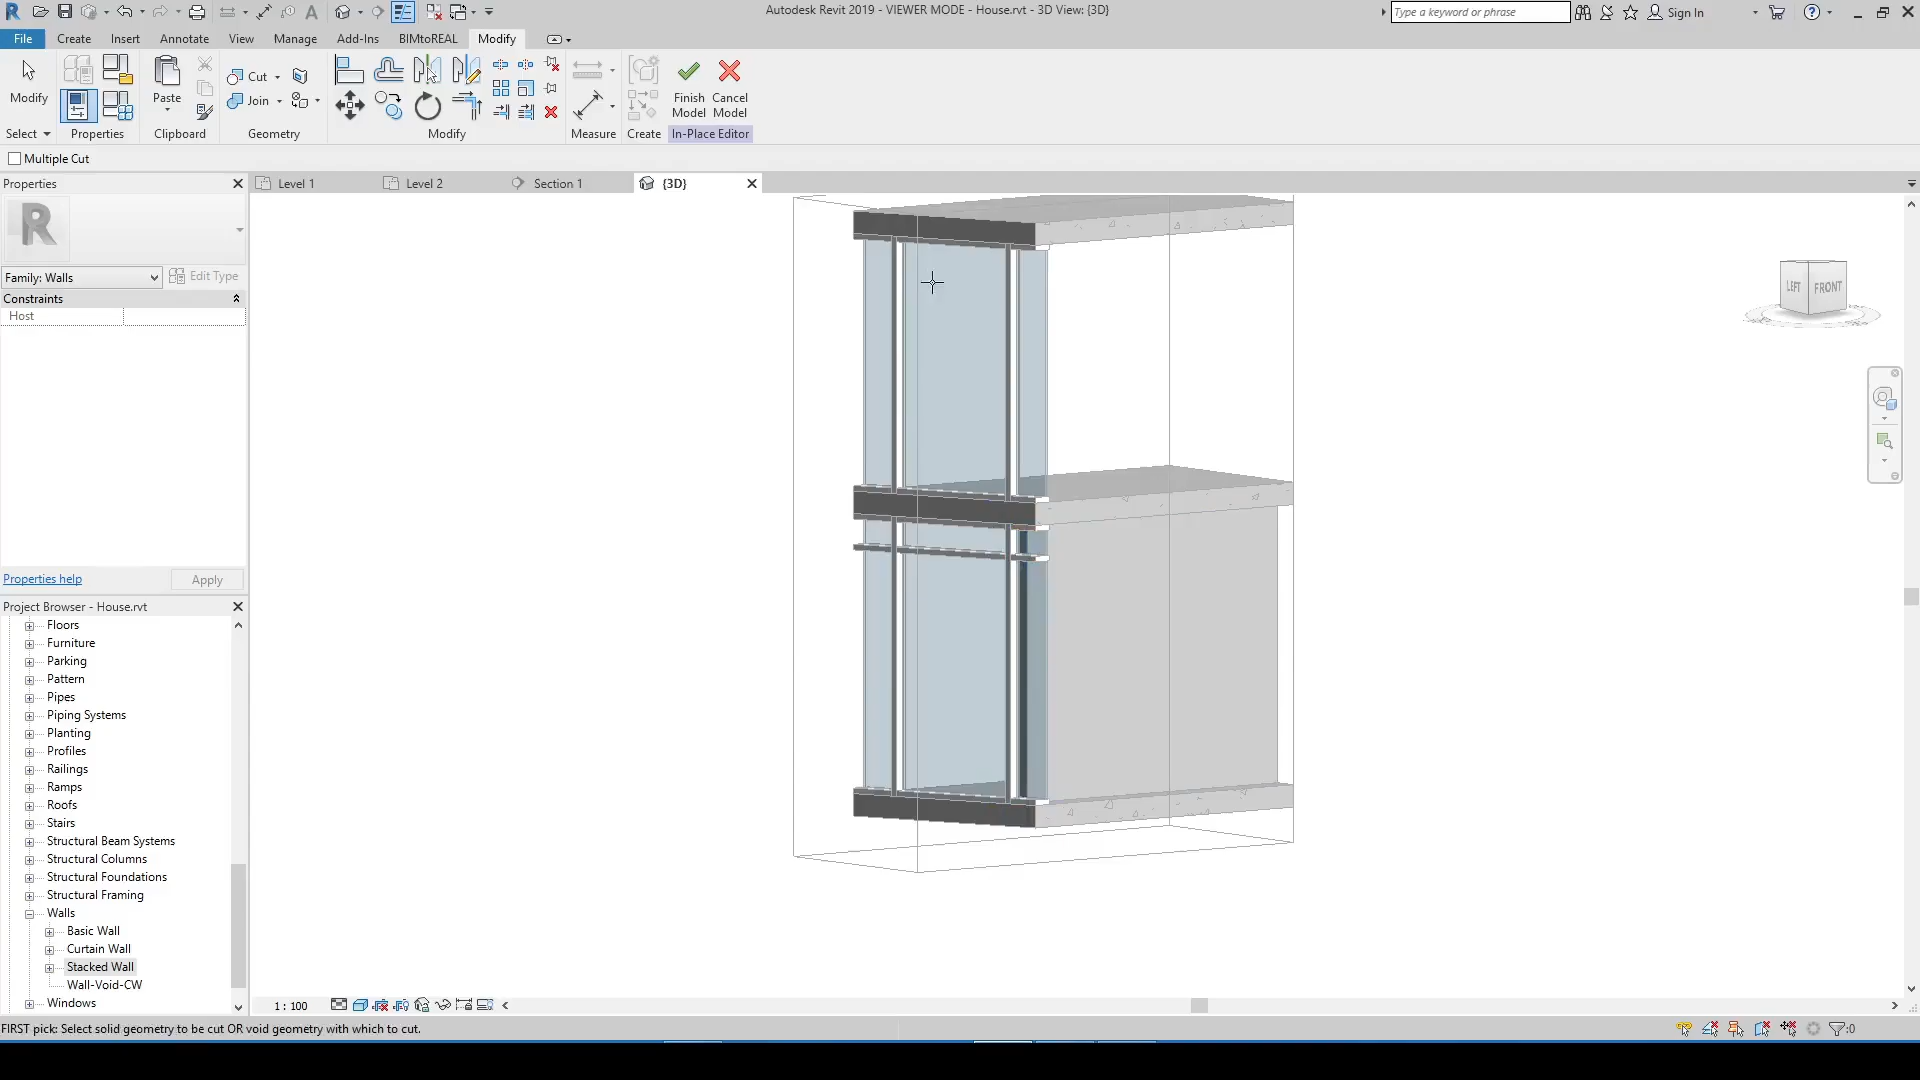 Autodesk Revit 2019 - VIEWER MODE - House.rvt - 3D View: {3D}
Type a keyword or phrase
Sign In
File
Create
Insert
Annotate
View
Manage
Add-Ins
BIMtoREAL
Modify
Modify
Paste
Cut
Join
Finish Model
Cancel Model
Select
Properties
Clipboard
Geometry
Modify
Measure
Create
In-Place Editor
Multiple Cut
Properties
Level 1
Level 2
Section 1
{3D}
Family: Walls
Edit Type
Constraints
Host
LEFT
FRONT
Properties help
Apply
Project Browser - House.rvt
Floors
Furniture
Parking
Pattern
Pipes
Piping Systems
Planting
Profiles
Railings
Ramps
Roofs
Stairs
Structural Beam Systems
Structural Columns
Structural Foundations
Structural Framing
Walls
Basic Wall
Curtain Wall
Stacked Wall
Wall-Void-CW
Windows
1 : 100
FIRST pick: Select solid geometry to be cut OR void geometry with which to cut.
:0